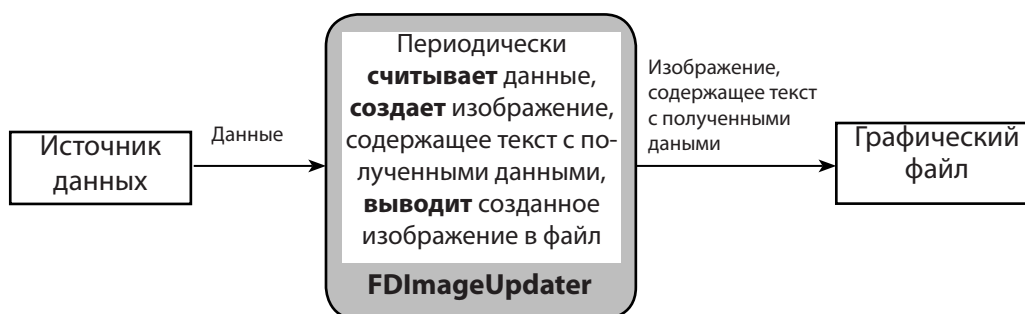 Источник
данных
Данные
Периодически
считывает данные,
создает изображение,
содержащее текст с по-
лученными данными,
выводит созданное
изображение в файл
FDImageUpdater
Изображение,
содержащее текст
с полученными
даными
Графический
файл